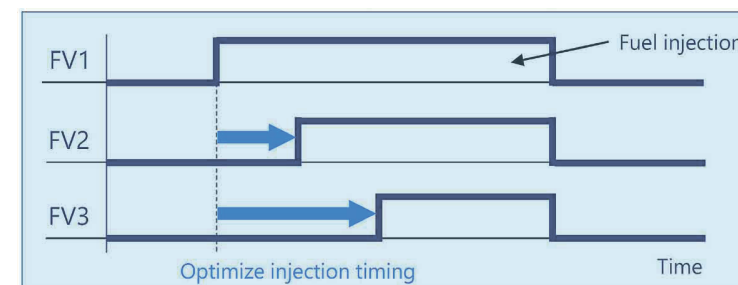 FV1
Fuel injection
FV2
FV3
Optimize injection timing
Time